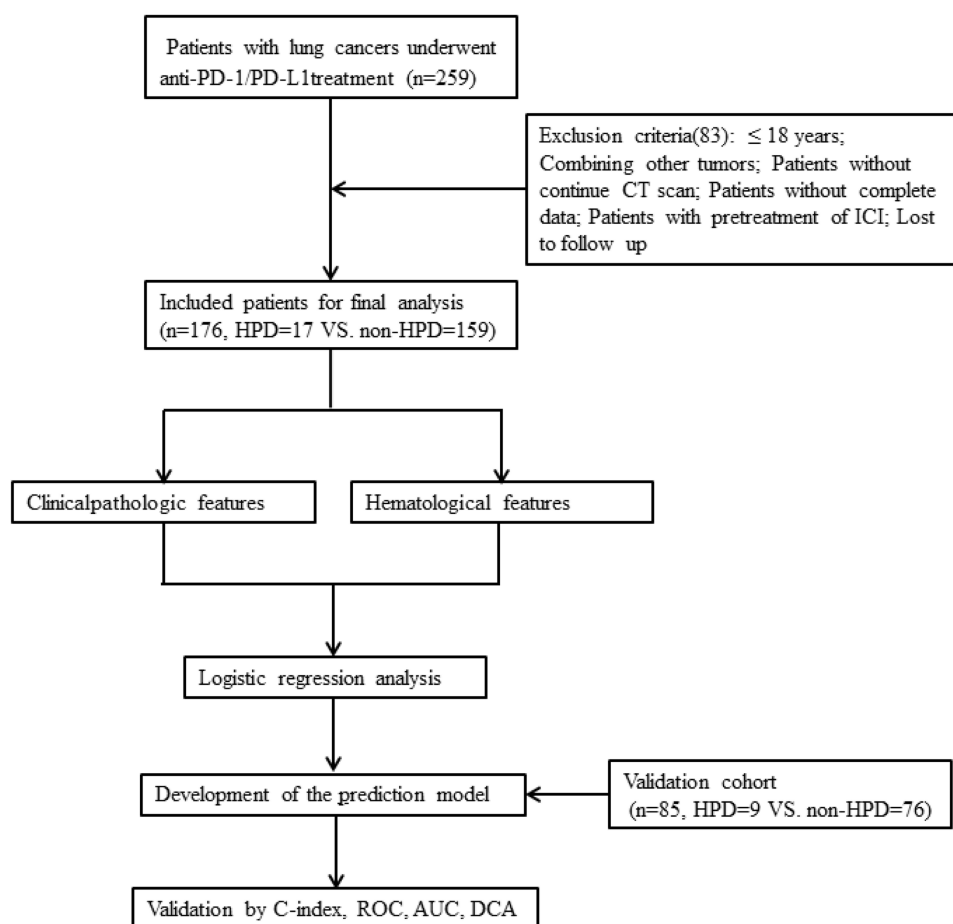 Patients with lung cancers underwent
anti-PD-1/PD-L1treatment (n=259)
Exclusion criteria(83): ≤ 18 years;
Combining other tumors; Patients without
continue CT scan; Patients without complete
data; Patients with pretreatment of ICI; Lost
to follow up
Included patients for final analysis
(n=176, HPD=17 VS. non-HPD=159)
Clinicalpathologic features
Hematological features
Logistic regression analysis
Development of the prediction model
Validation cohort
(n=85, HPD=9 VS. non-HPD=76)
Validation by C-index, ROC, AUC, DCA